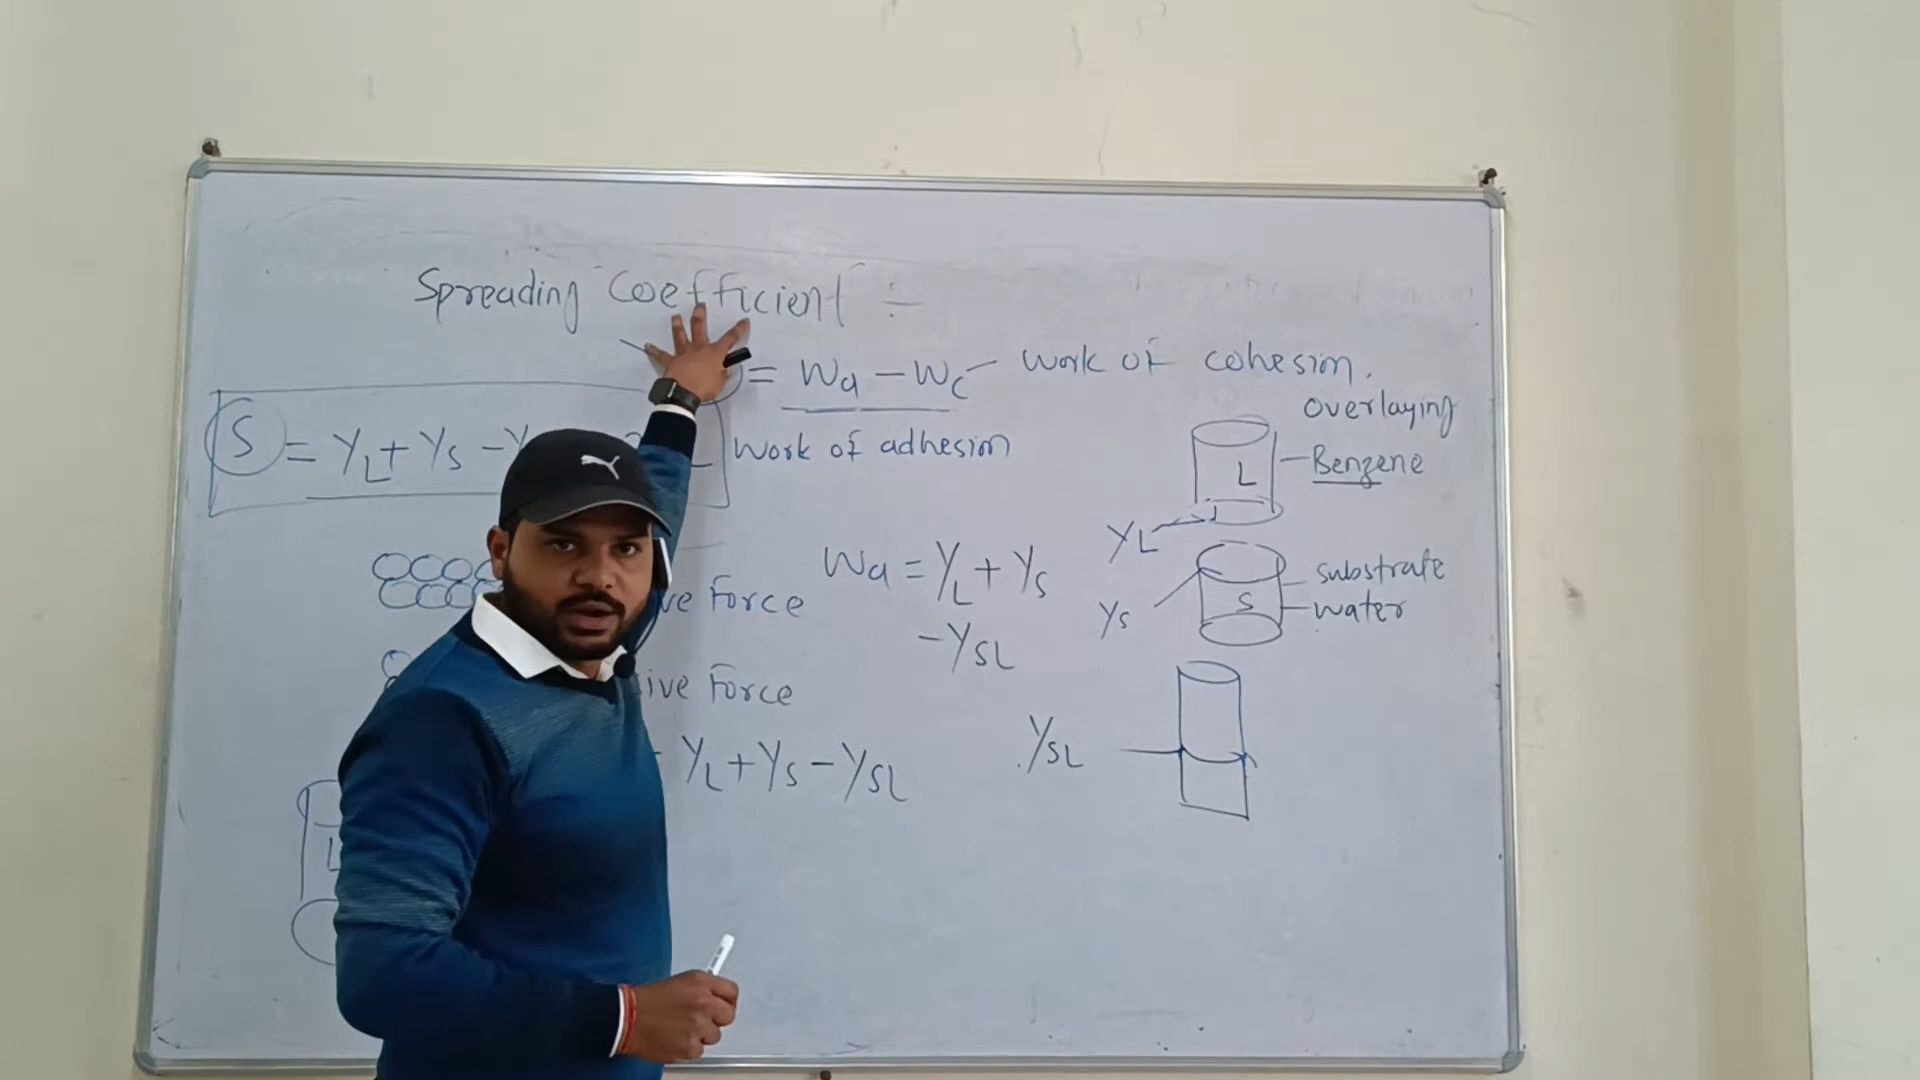 Spreading Coefficient :-
= Wa - Wc - Work of cohesion.
overlaying
S = γL + γS - γ
Work of adhesion
L - Benzene
γL
Wa = γL + γS
- γSL
substrate
γS
S - water
ve Force
ive Force
γL + γS - γSL
γSL
L